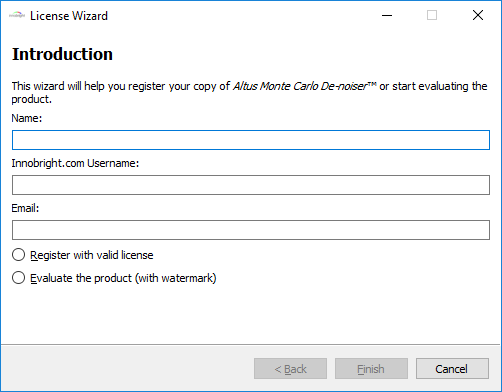 License Wizard
Introduction
This wizard will help you register your copy of Altus Monte Carlo De-noiser™ or start evaluating the
product.
Name:
Innobright.com Username:
Email:
Register with valid license
Evaluate the product (with watermark)
< Back Finish Cancel